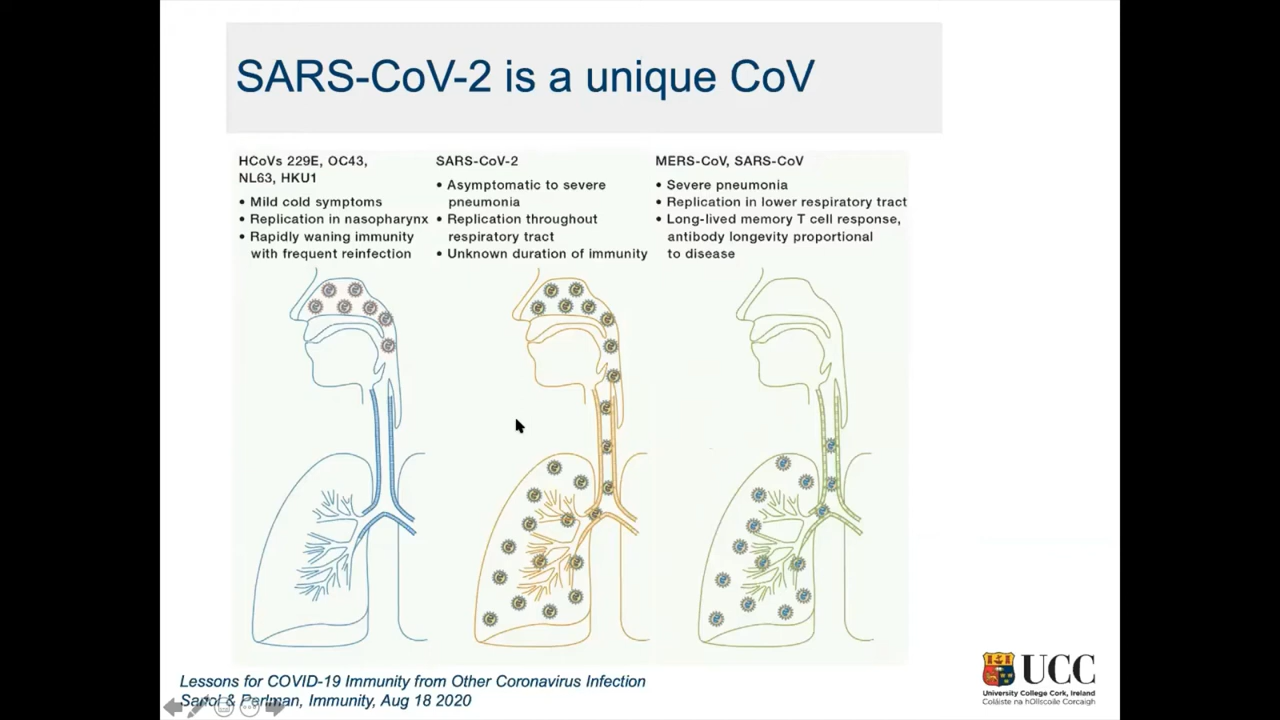 SARS-CoV-2 is a unique CoV
HCoVs 229E, OC43,
NL63, HKU1
• Mild cold symptoms
• Replication in nasopharynx
• Rapidly waning immunity
with frequent reinfection
SARS-CoV-2
• Asymptomatic to severe
pneumonia
• Replication throughout
respiratory tract
• Unknown duration of immunity
MERS-CoV, SARS-CoV
• Severe pneumonia
• Replication in lower respiratory tract
• Long-lived memory T cell response,
antibody longevity proportional
to disease
Lessons for COVID-19 Immunity from Other Coronavirus Infection
& Perlman, Immunity, Aug 18 2020
UCC
University College Cork, Ireland
Coláiste na hOllscoile Corcaigh